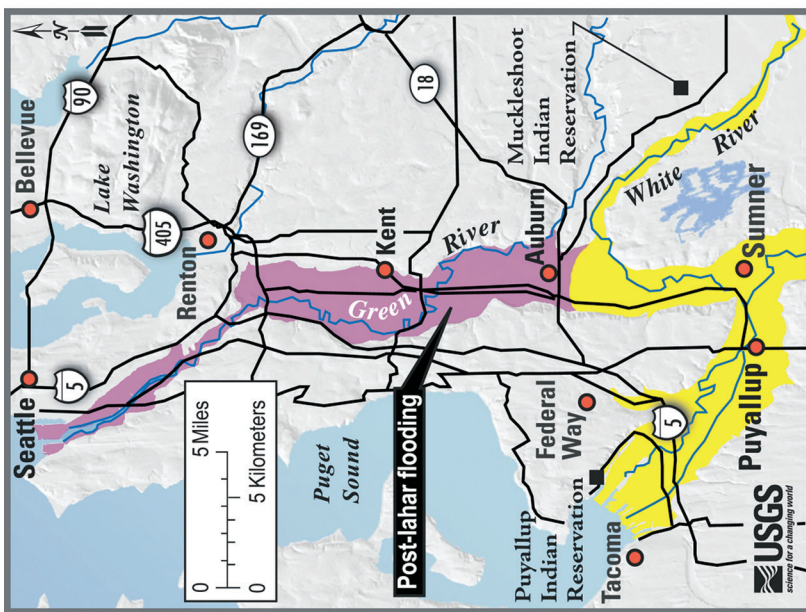 N
Bellevue
90
Lake
Washington
405
Renton
169
18
Seattle
5
0 5 Miles
0 5 Kilometers
Puget
Sound
Green
River
Kent
Muckleshoot
Indian
Reservation
Auburn
White River
Post-lahar flooding
Federal
Way
Sumner
5
Puyallup
Puyallup
Indian
Reservation
Tacoma
USGS
science for a changing world